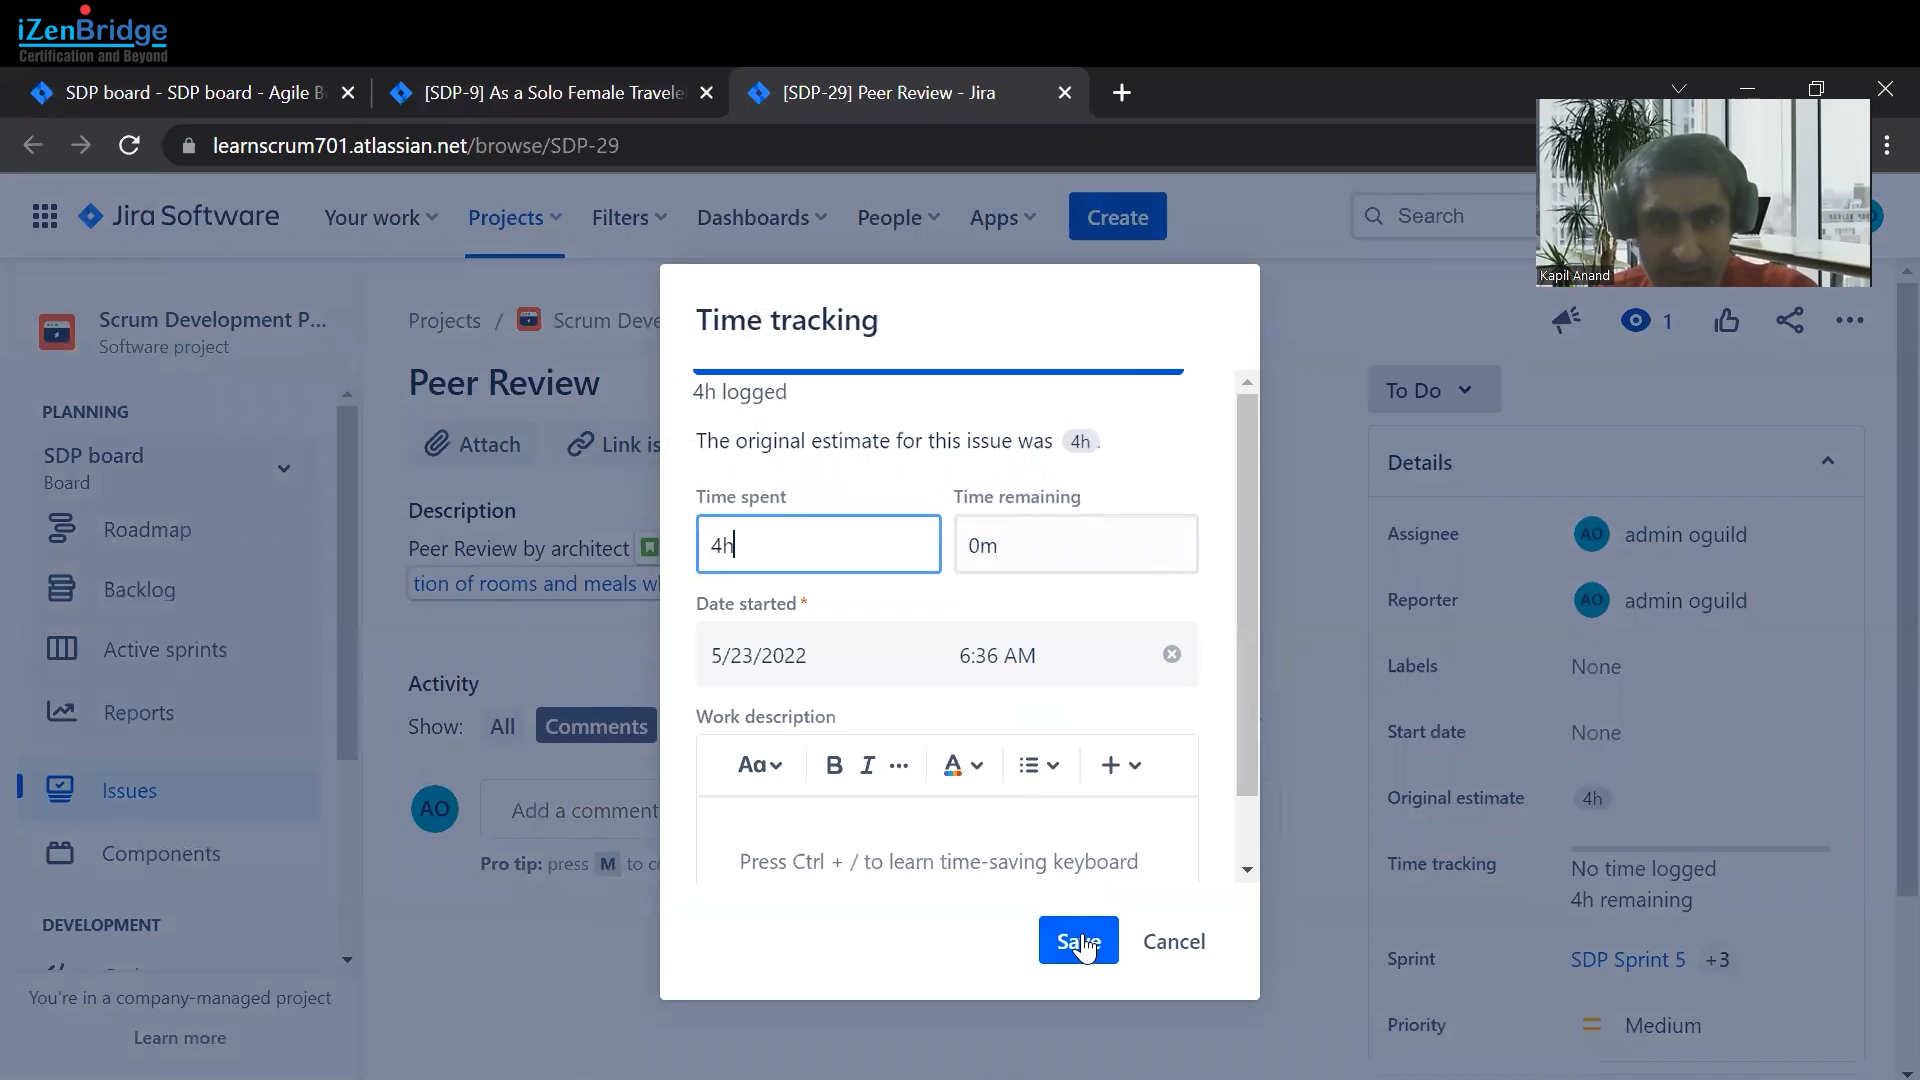 iZenBridge
Certification and Beyond
SDP board - SDP board - Agile B
[SDP-9] As a Solo Female Travele
[SDP-29] Peer Review - Jira
learnscrum701.atlassian.net/browse/SDP-29
Kapil Anand
Jira Software
Your work
Projects
Filters
Dashboards
People
Apps
Create
Search
Scrum Development P...
Software project
PLANNING
SDP board
Board
Roadmap
Backlog
Active sprints
Reports
Issues
Components
DEVELOPMENT
You're in a company-managed project
Learn more
Projects / Scrum Deve
Peer Review
Attach
Link is
Description
Peer Review by architect
tion of rooms and meals wh
Activity
Show: All Comments
AO
Add a comment
Pro tip: press M to co
Time tracking
4h logged
The original estimate for this issue was 4h.
Time spent
Time remaining
4h
0m
Date started*
5/23/2022
6:36 AM
Work description
Aa
B I ... A
Press Ctrl + / to learn time-saving keyboard
Save
Cancel
1
To Do
Details
Assignee
AO admin oguild
Reporter
AO admin oguild
Labels
None
Start date
None
Original estimate
4h
Time tracking
No time logged
4h remaining
Sprint
SDP Sprint 5 +3
Priority
Medium